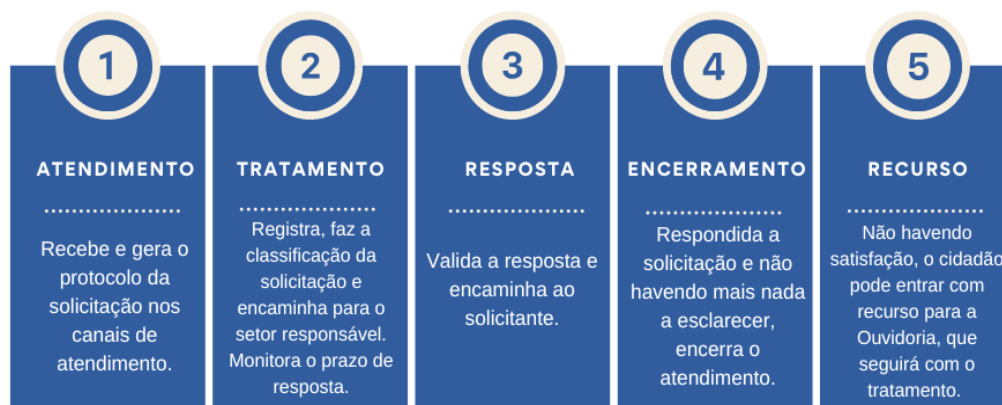 1
ATENDIMENTO
Recebe e gera o
protocolo da
solicitação nos
canais de
atendimento.
2
TRATAMENTO
Registra, faz a
classificação da
solicitação e
encaminha para o
setor responsável.
Monitora o prazo de
resposta.
3
RESPOSTA
Valida a resposta e
encaminha ao
solicitante.
4
ENCERRAMENTO
Respondida a
solicitação e não
havendo mais nada
a esclarecer,
encerra o
atendimento.
5
RECURSO
Não havendo
satisfação, o cidadão
pode entrar com
recurso para a
Ouvidoria, que
seguirá com o
tratamento.